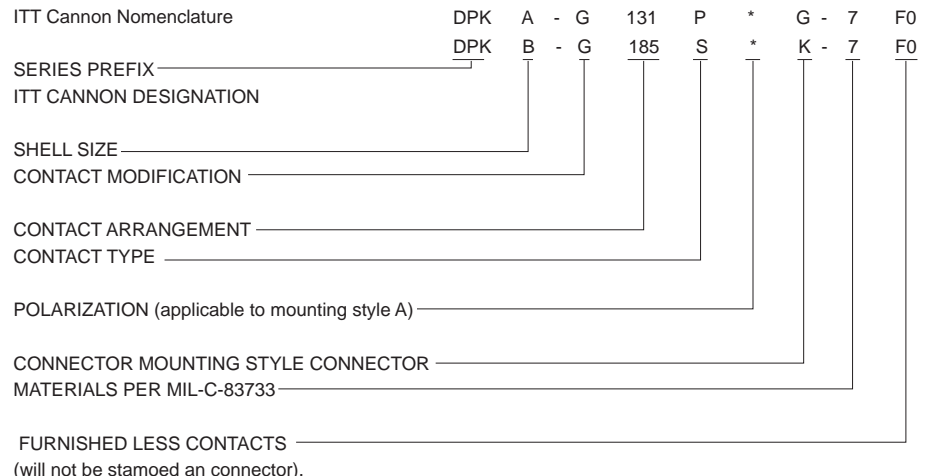 ITT Cannon Nomenclature DPK A - G 131 P * G - 7 F0
DPK B - G 185 S * K - 7 F0
SERIES PREFIX
ITT CANNON DESIGNATION
SHELL SIZE
CONTACT MODIFICATION
CONTACT ARRANGEMENT
CONTACT TYPE
POLARIZATION (applicable to mounting style A)
CONNECTOR MOUNTING STYLE CONNECTOR
MATERIALS PER MIL-C-83733
FURNISHED LESS CONTACTS
(will not be stamoed an connector).